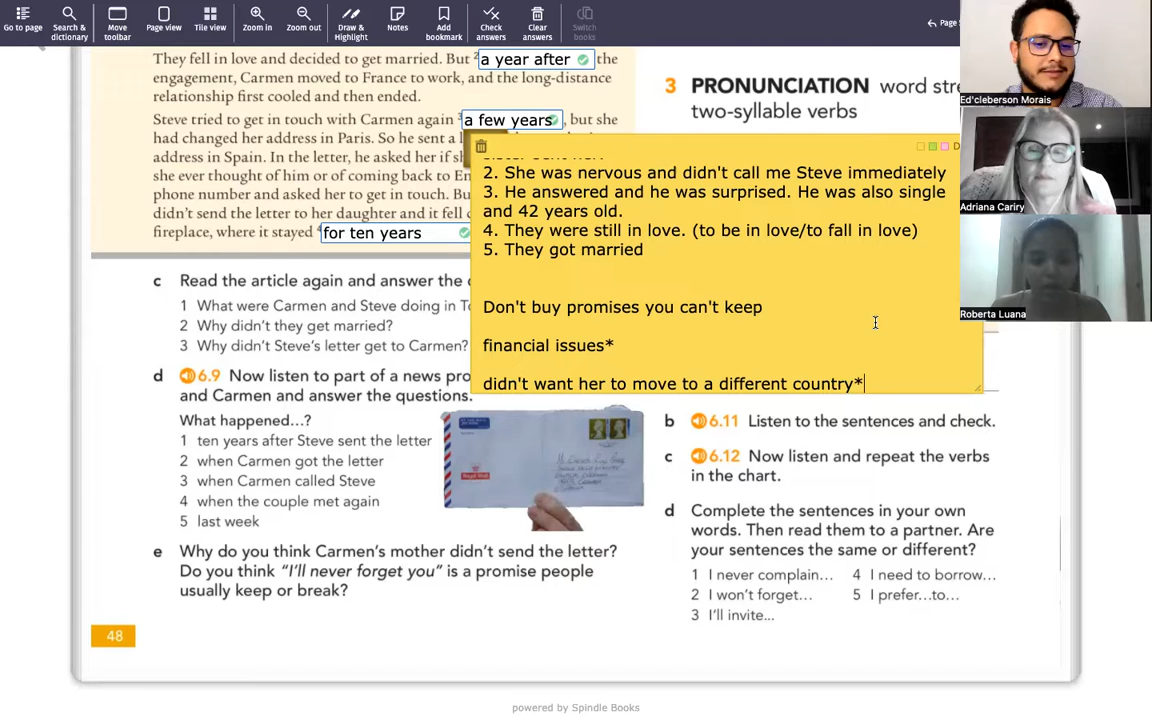 Go to page
Search & dictionary
Move toolbar
Page view
Tile view
Zoom in
Zoom out
Draw & Highlight
Notes
Add bookmark
Check answers
Clear answers
Switch books
Page
They fell in love and decided to get married. But 2 a year after the
engagement, Carmen moved to France to work, and the long-distance
relationship first cooled and then ended.
Steve tried to get in touch with Carmen again 3 a few years, but she
had changed her address in Paris. So he sent a l
address in Spain. In the letter, he asked her if sh
she ever thought of him or of coming back to En
phone number and asked her to get in touch. Bu
didn't send the letter to her daughter and it fell
fireplace, where it stayed 4 for ten years
c Read the article again and answer the
1 What were Carmen and Steve doing in To
2 Why didn't they get married?
3 Why didn't Steve's letter get to Carmen?
d 6.9 Now listen to part of a news pro
and Carmen and answer the questions.
What happened...?
1 ten years after Steve sent the letter
2 when Carmen got the letter
3 when Carmen called Steve
4 when the couple met again
5 last week
Royal Mail
e Why do you think Carmen's mother didn't send the letter?
Do you think "I'll never forget you" is a promise people
usually keep or break?
48
2. She was nervous and didn't call me Steve immediately
3. He answered and he was surprised. He was also single
and 42 years old.
4. They were still in love. (to be in love/to fall in love)
5. They got married
Don't buy promises you can't keep
financial issues*
didn't want her to move to a different country*
3 PRONUNCIATION word stre
two-syllable verbs
b 6.11 Listen to the sentences and check.
c 6.12 Now listen and repeat the verbs
in the chart.
d Complete the sentences in your own
words. Then read them to a partner. Are
your sentences the same or different?
1 I never complain... 4 I need to borrow...
2 I won't forget... 5 I prefer...to...
3 I'll invite...
Ed'cleberson Morais
Adriana Cariry
Roberta Luana
powered by Spindle Books